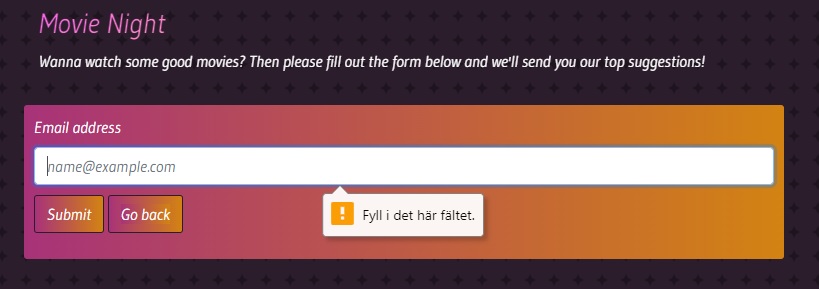 Movie Night
Wanna watch some good movies? Then please fill out the form below and we'll send you our top suggestions!
Email address
name@example.com
Submit Go back
Fyll i det här fältet.